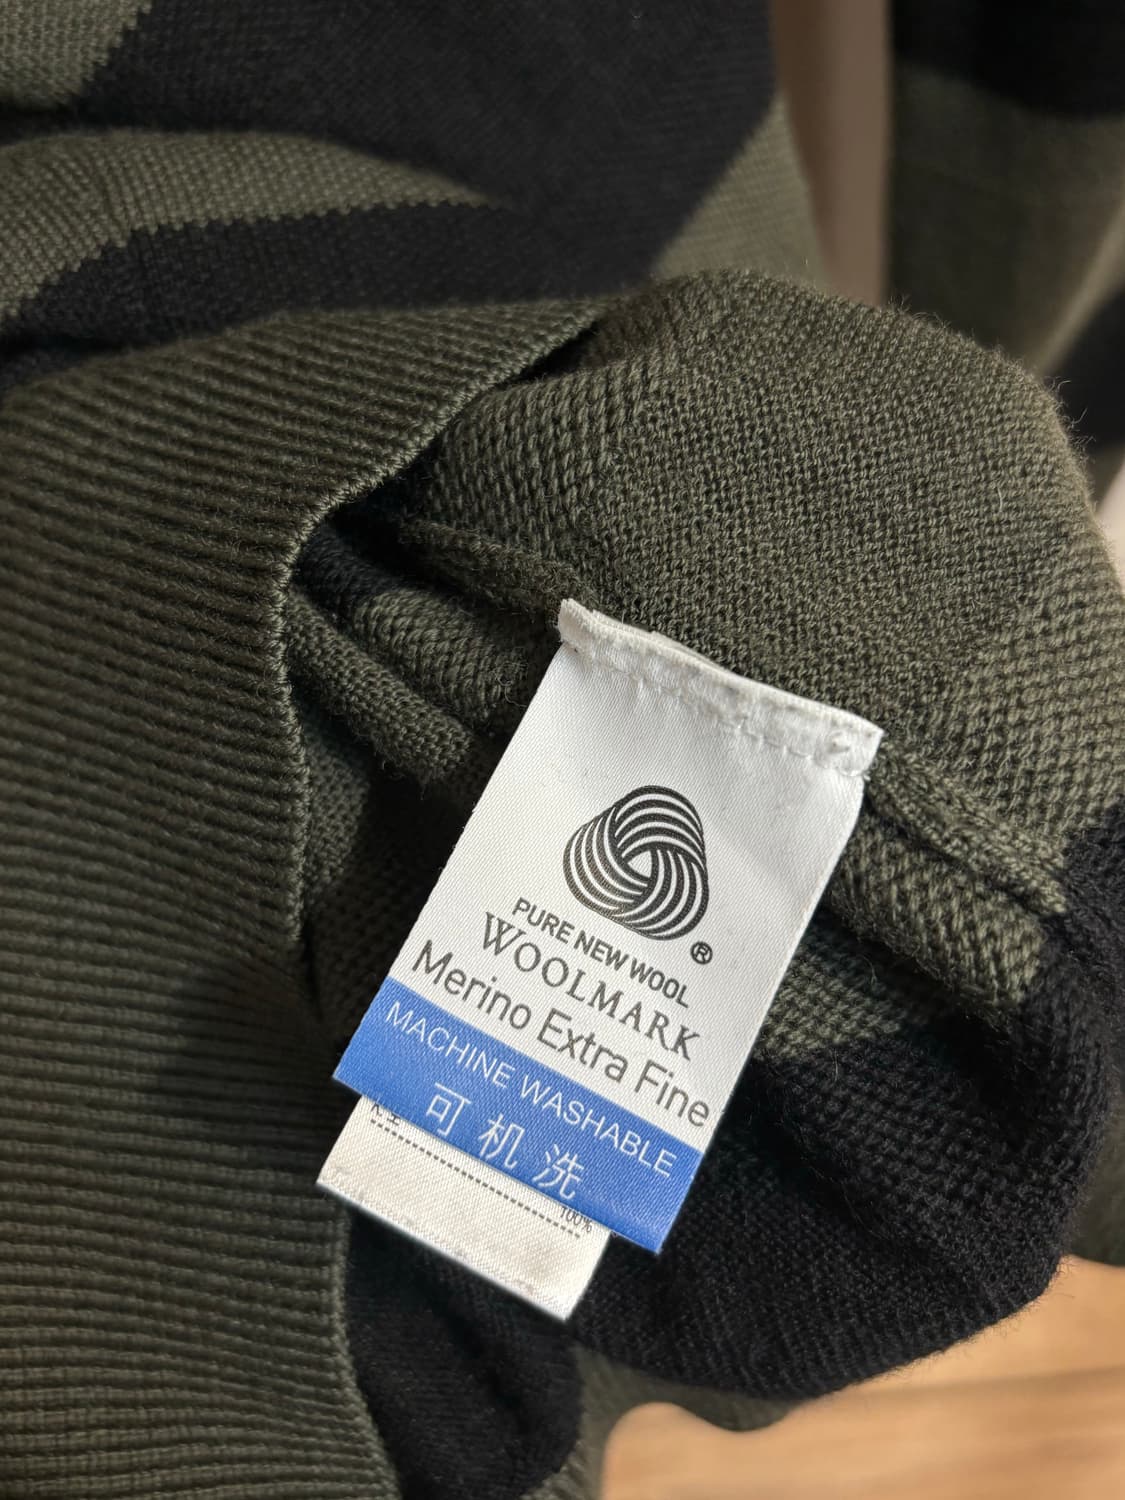 ®
PURE NEW WOOL
WOOLMARK
Merino Extra Fine
MACHINE WASHABLE
可机洗
100%